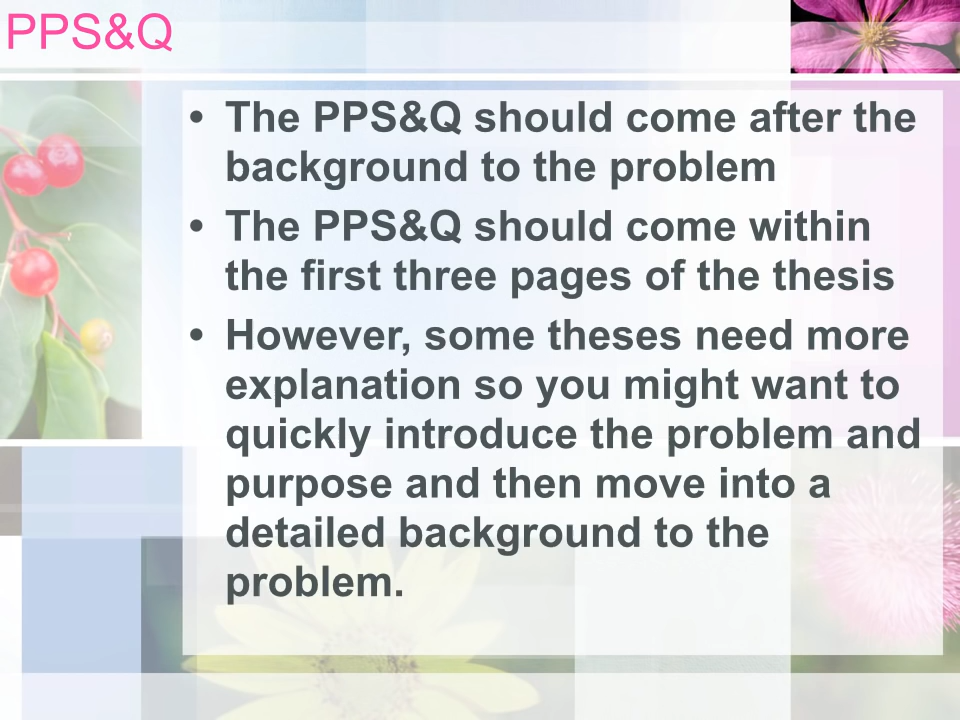 PPS&Q
• The PPS&Q should come after the
background to the problem
• The PPS&Q should come within
the first three pages of the thesis
• However, some theses need more
explanation so you might want to
quickly introduce the problem and
purpose and then move into a
detailed background to the
problem.